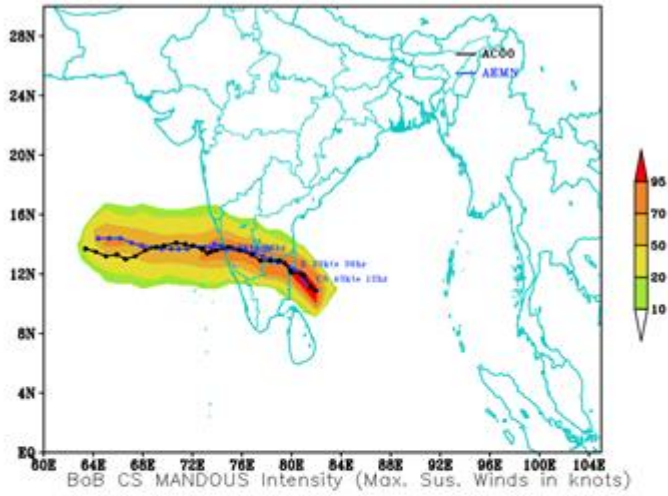 28N
AC00
AEMN
24N
20N
16N
12N
8N
4N
EQ
95
70
50
20
10
60E 64E 68E 72E 76E 80E 84E 88E 92E 96E 100E 104E
BoB CS MANDOUS Intensity (Max. Sus. Winds in knots)